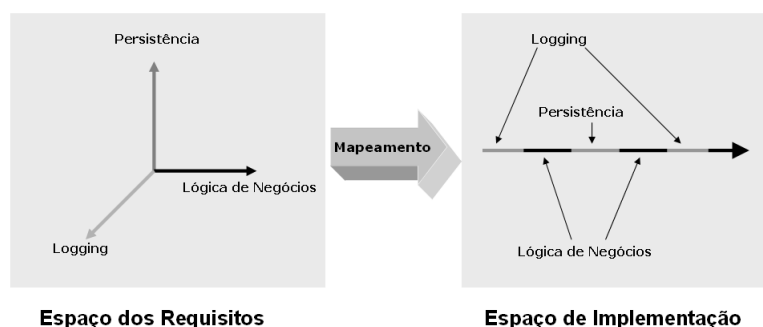 Persistência
Lógica de Negócios
Logging
Espaço dos Requisitos
Mapeamento
Logging
Persistência
Lógica de Negócios
Espaço de Implementação